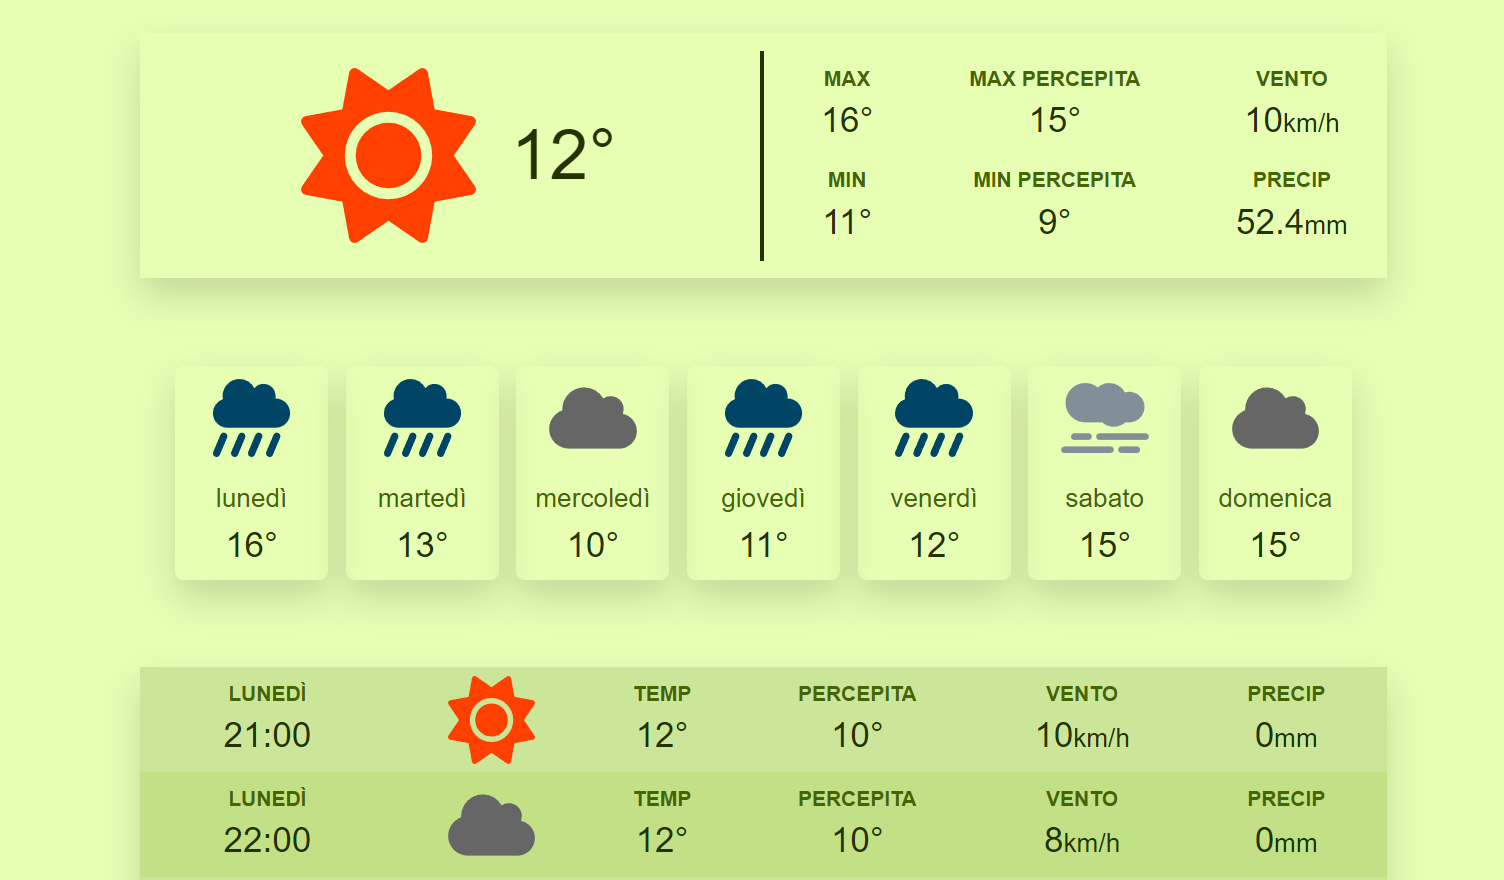 12°
MAX MAX PERCEPITA VENTO
16° 15° 10km/h
MIN MIN PERCEPITA PRECIP
11° 9° 52.4mm
lunedì martedì mercoledì giovedì venerdì sabato domenica
16° 13° 10° 11° 12° 15° 15°
LUNEDÌ TEMP PERCEPITA VENTO PRECIP
21:00 12° 10° 10km/h 0mm
LUNEDÌ TEMP PERCEPITA VENTO PRECIP
22:00 12° 10° 8km/h 0mm